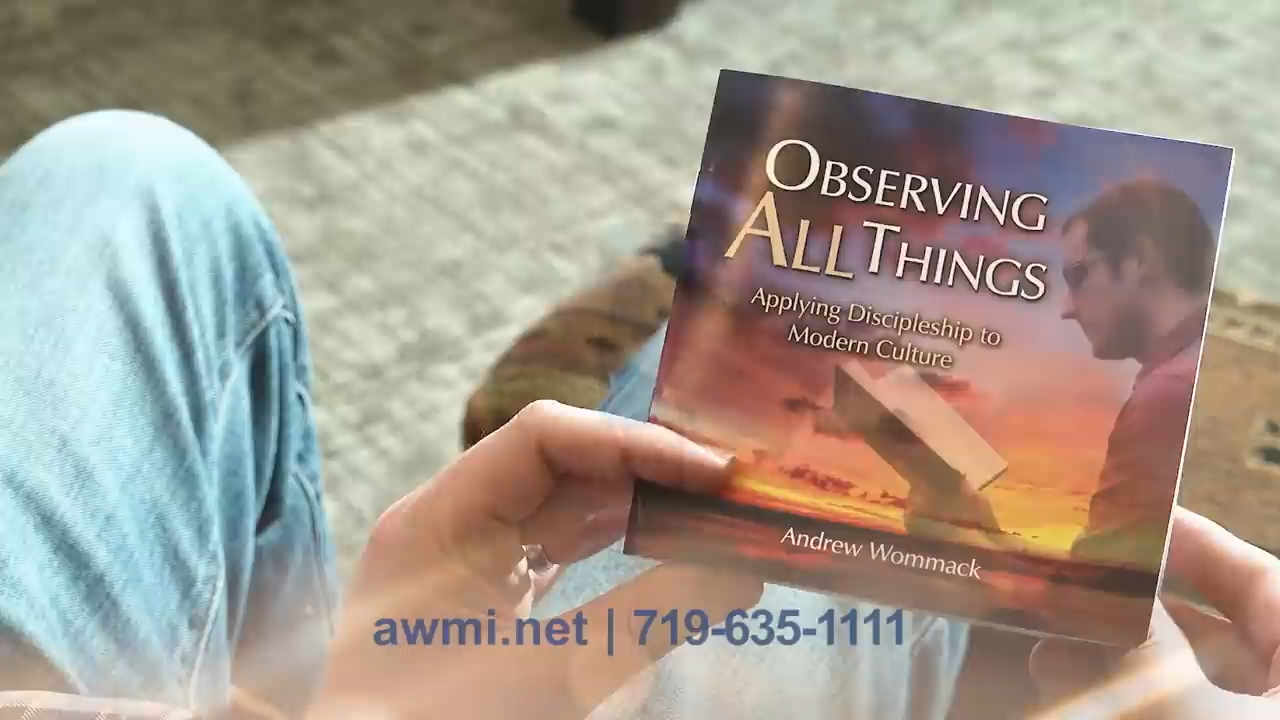 OBSERVING
ALL THINGS
Applying Discipleship to
Modern Culture
Andrew Wommack
awmi.net | 719-635-1111